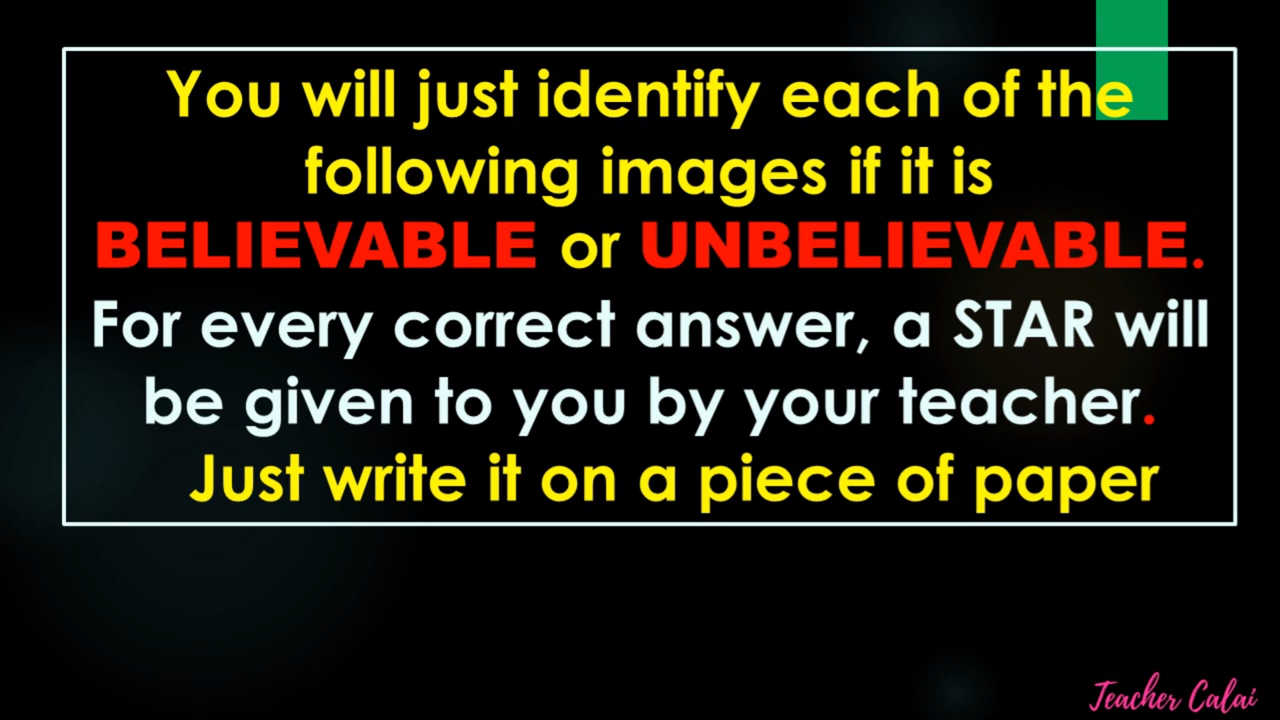 You will just identify each of the
following images if it is
BELIEVABLE or UNBELIEVABLE.
For every correct answer, a STAR will
be given to you by your teacher.
Just write it on a piece of paper
Teacher Calai